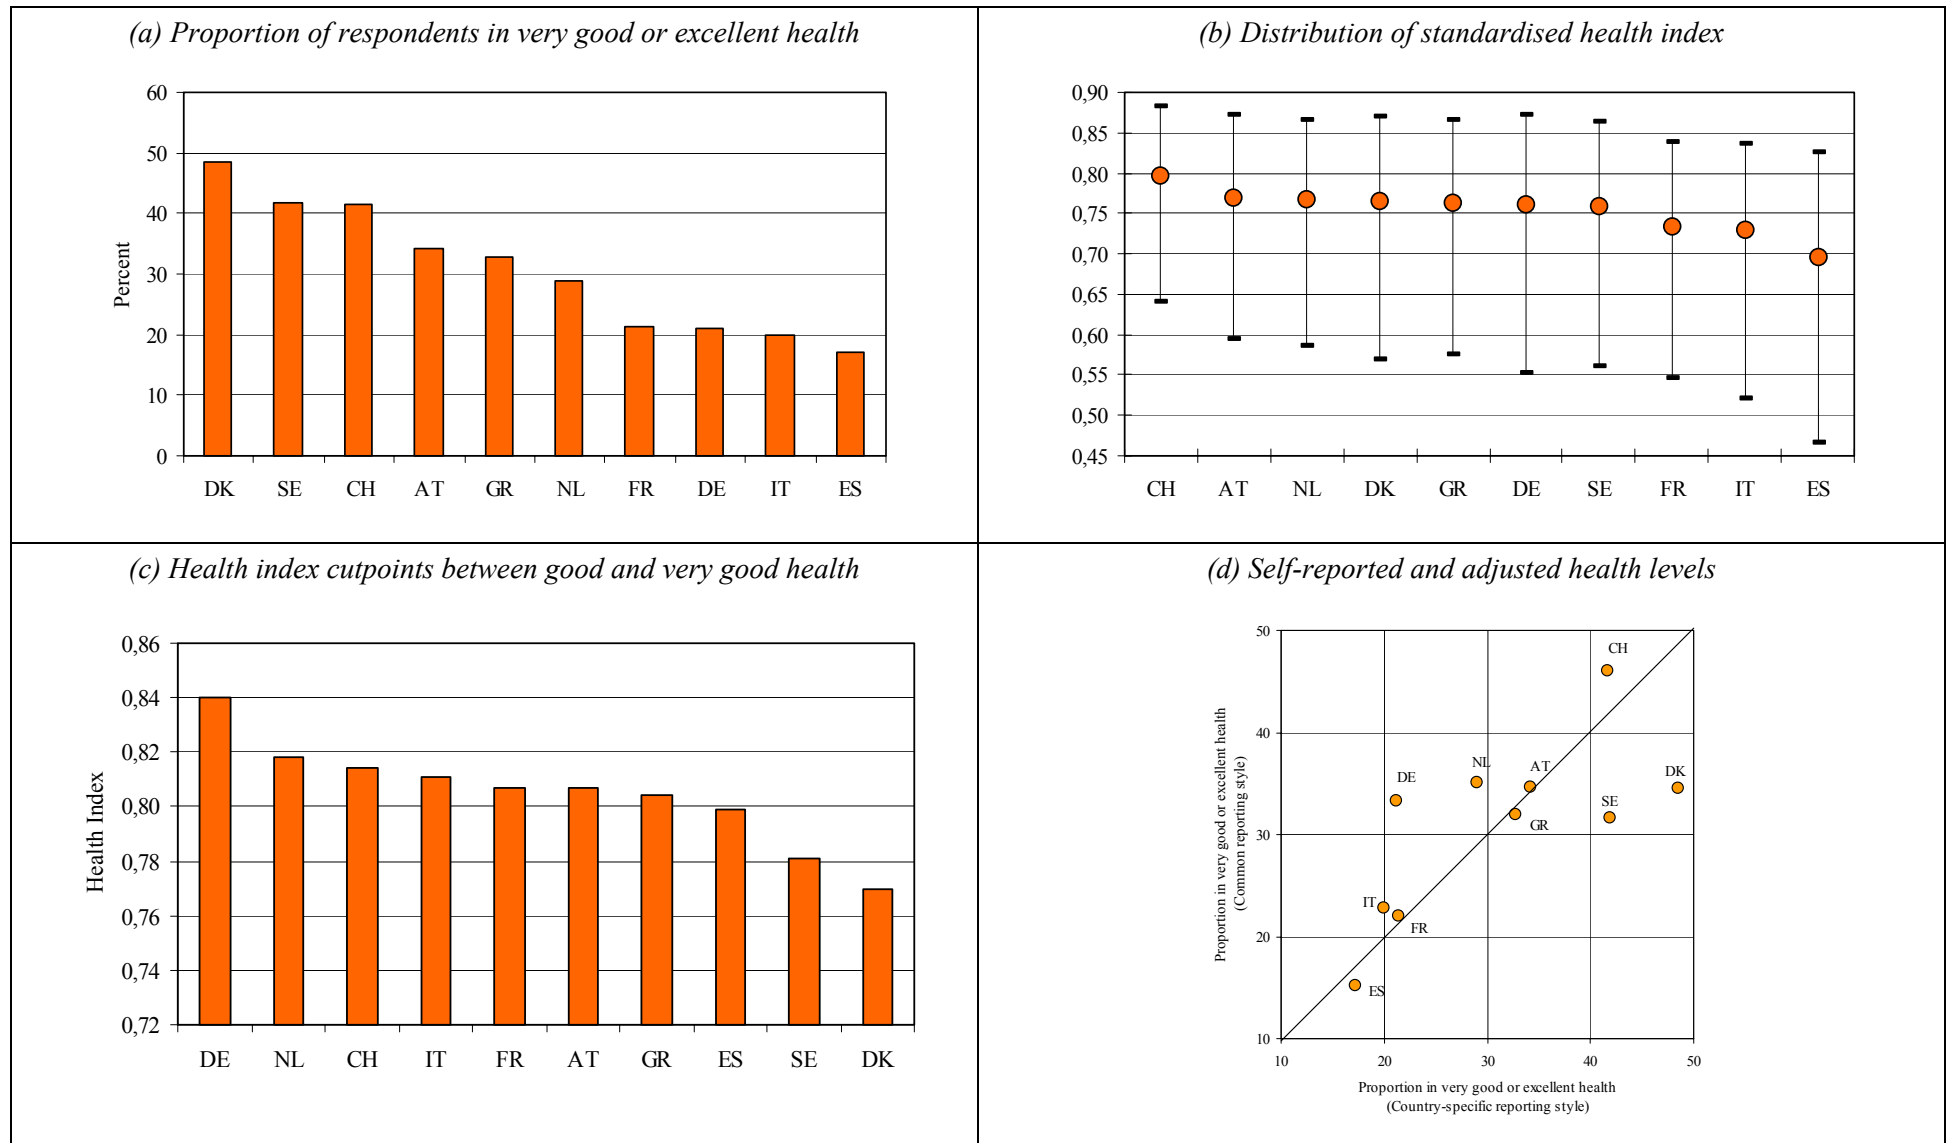 (a) Proportion of respondents in very good or excellent health
60
50
40
30
20
10
0
Percent
DK SE CH AT GR NL FR DE IT ES
(b) Distribution of standardised health index
0,90
0,85
0,80
0,75
0,70
0,65
0,60
0,55
0,50
0,45
CH AT NL DK GR DE SE FR IT ES
(c) Health index cutpoints between good and very good health
0,86
0,84
0,82
0,80
0,78
0,76
0,74
0,72
Health Index
DE NL CH IT FR AT GR ES SE DK
(d) Self-reported and adjusted health levels
Proportion in very good or excellent health
(Common reporting style)
50
40
30
20
10
CH
DK
NL
AT
DE
SE
GR
IT
FR
ES
10 20 30 40 50
Proportion in very good or excellent health
(Country-specific reporting style)